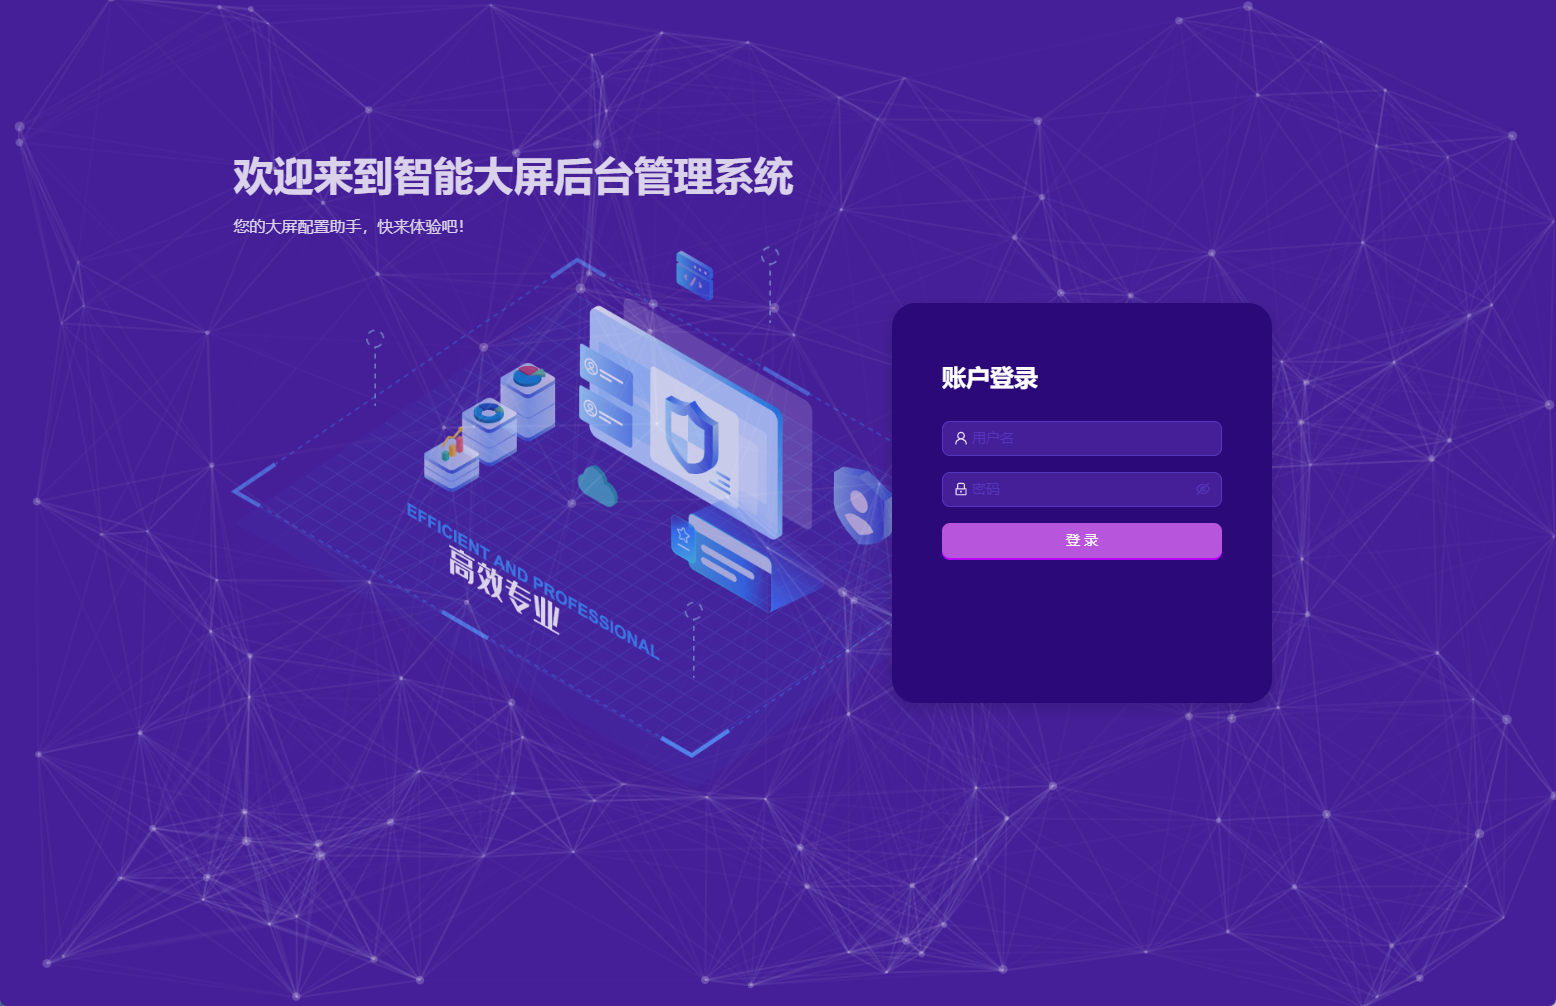 欢迎来到智能大屏后台管理系统
您的大屏配置助手，快来体验吧！
EFFICIENT AND PROFESSIONAL
高效专业
账户登录
用户名
密码
登 录